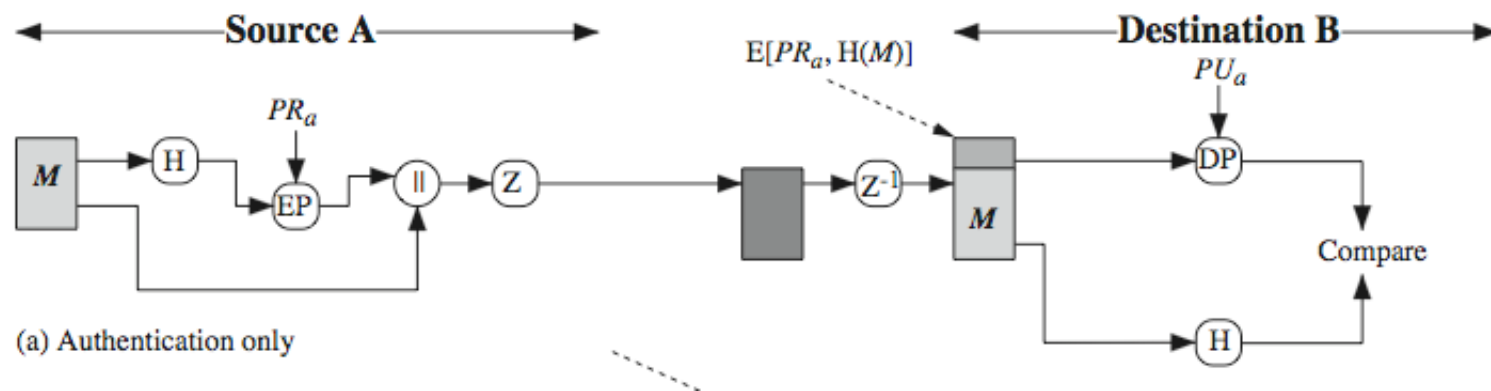 Source A
Destination B
E[PRa, H(M)]
PUa
PRa
M
H
EP
||
Z
Z-1
DP
M
Compare
H
(a) Authentication only